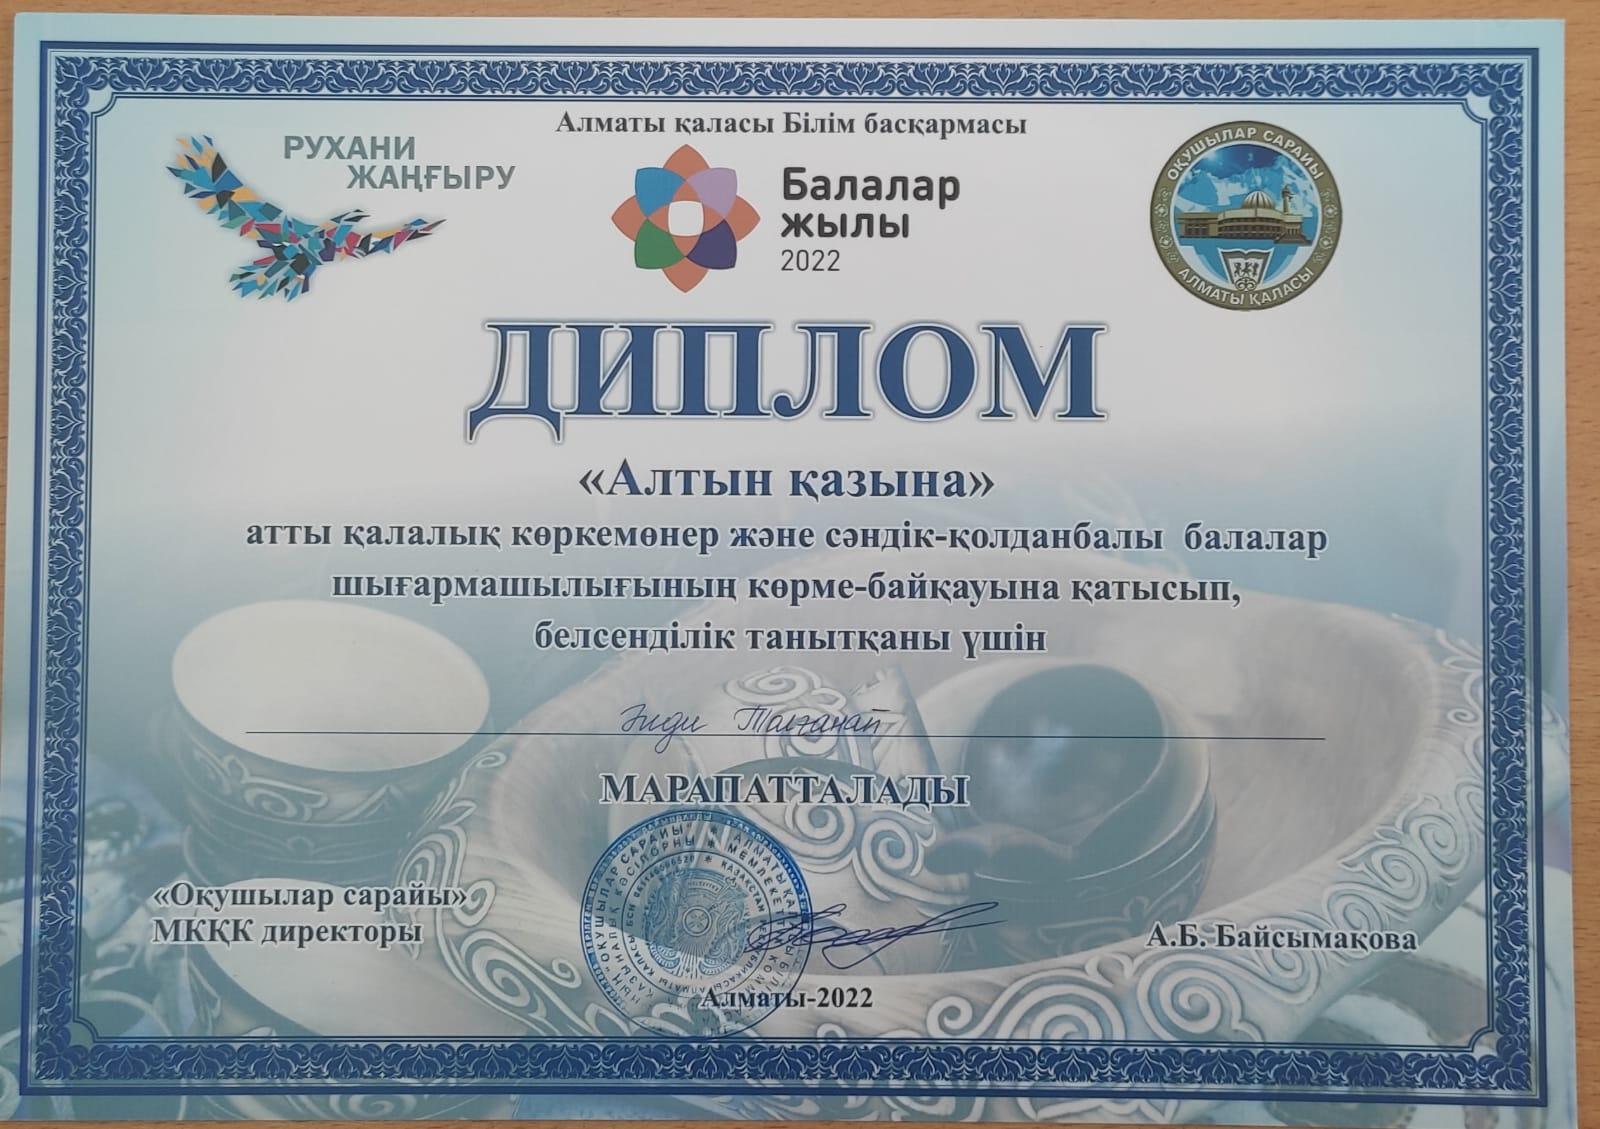 Алматы қаласы Білім басқармасы
РУХАНИ
ЖАҢҒЫРУ
Балалар
жылы
2022
ОҚУШЫЛАР САРАЙЫ
АЛМАТЫ ҚАЛАСЫ
ДИПЛОМ
«Алтын қазына»
атты қалалық көркемөнер және сәндік-қолданбалы балалар
шығармашылығының көрме-байқауына қатысып,
белсенділік танытқаны үшін
МАРАПАТТАЛАДЫ
«Оқушылар сарайы»
МКҚК директоры
А.Б. Байсымақова
Алматы-2022